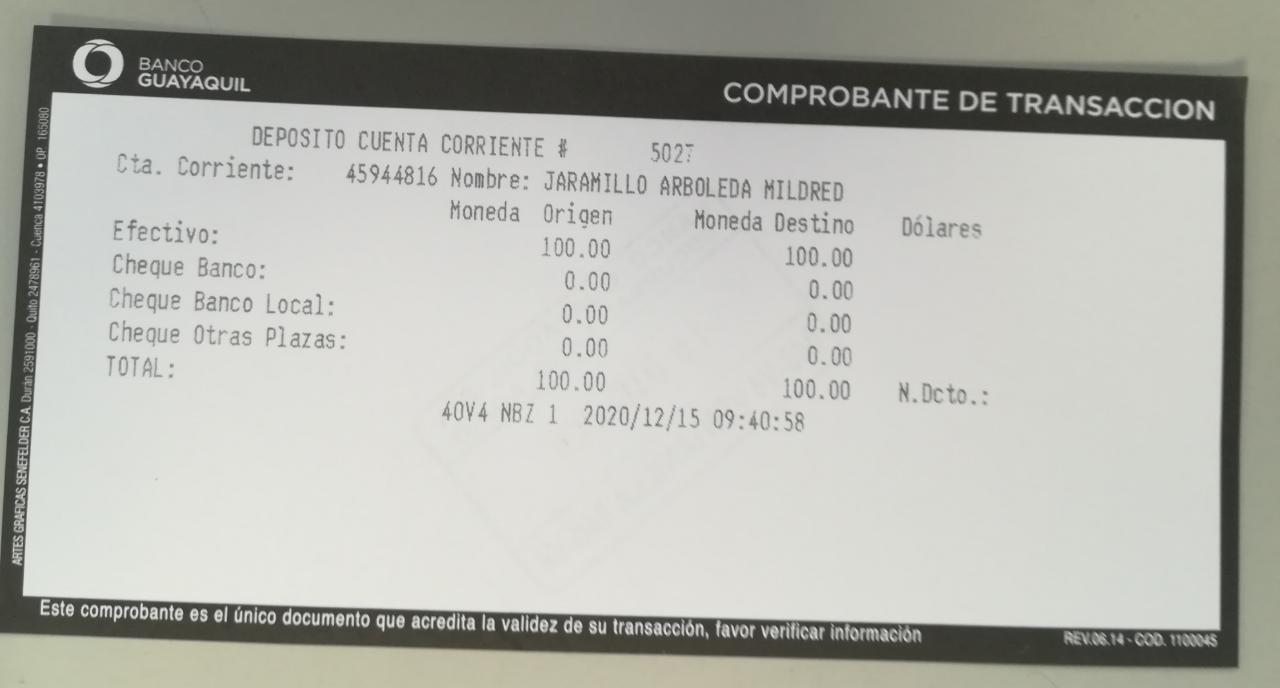 BANCO
GUAYAQUIL
COMPROBANTE DE TRANSACCION
DEPOSITO CUENTA CORRIENTE # 5027
Cta. Corriente: 45944816 Nombre: JARAMILLO ARBOLEDA MILDRED
Moneda Origen Moneda Destino Dólares
Efectivo: 100.00 100.00
Cheque Banco: 0.00 0.00
Cheque Banco Local: 0.00 0.00
Cheque Otras Plazas: 0.00 0.00
TOTAL: 100.00 100.00 N.Dcto.:
40V4 NBZ 1 2020/12/15 09:40:58
Este comprobante es el único documento que acredita la validez de su transacción, favor verificar información
REV.06.14 - COD. 1100045
ARTES GRAFICAS SENEFELDER C.A. Durán 2591000 - Quito 2478961 - Cuenca 4103978 • OP. 165080